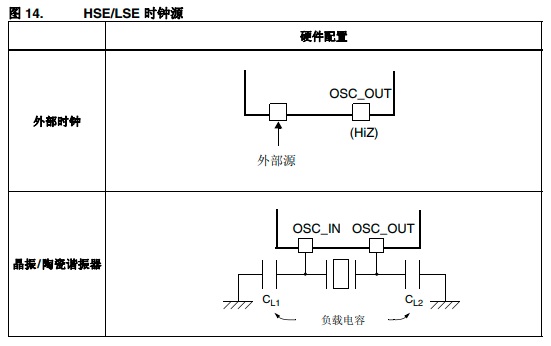 图 14. HSE/LSE 时钟源
硬件配置
外部时钟
OSC_OUT
(HiZ)
外部源
晶振/陶瓷谐振器
OSC_IN OSC_OUT
CL1 CL2
负载电容